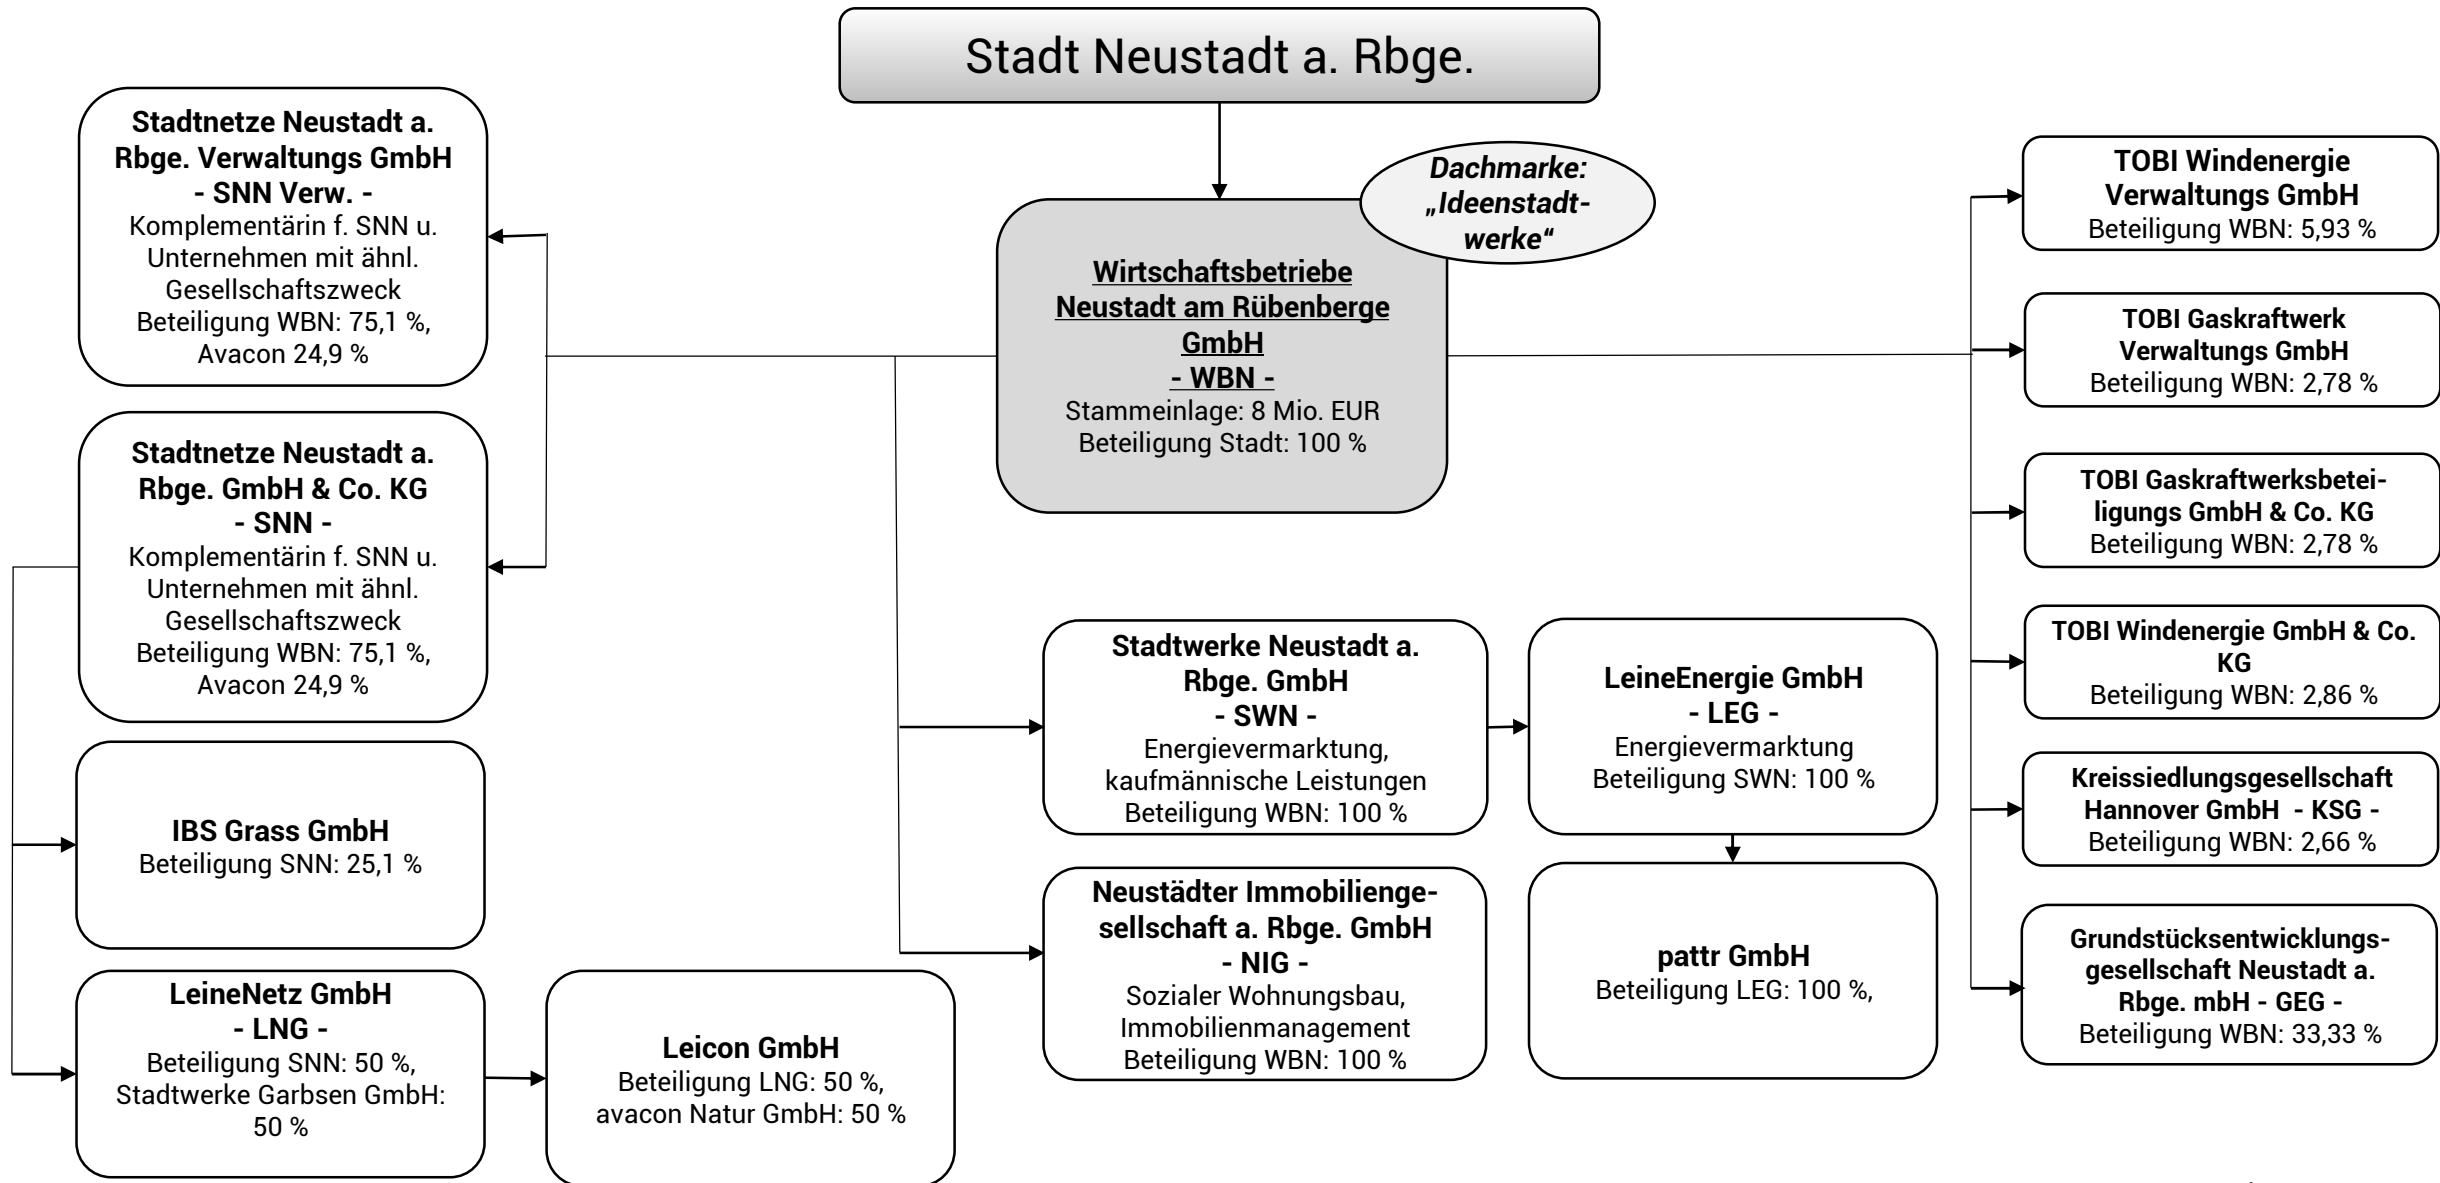 Stadt Neustadt a. Rbge.
Dachmarke:
„Ideenstadt-
werke“
Wirtschaftsbetriebe
Neustadt am Rübenberge
GmbH
- WBN -
Stammeinlage: 8 Mio. EUR
Beteiligung Stadt: 100 %
Stadtnetze Neustadt a.
Rbge. Verwaltungs GmbH
- SNN Verw. -
Komplementärin f. SNN u.
Unternehmen mit ähnl.
Gesellschaftszweck
Beteiligung WBN: 75,1 %,
Avacon 24,9 %
Stadtnetze Neustadt a.
Rbge. GmbH & Co. KG
- SNN -
Komplementärin f. SNN u.
Unternehmen mit ähnl.
Gesellschaftszweck
Beteiligung WBN: 75,1 %,
Avacon 24,9 %
IBS Grass GmbH
Beteiligung SNN: 25,1 %
LeineNetz GmbH
- LNG -
Beteiligung SNN: 50 %,
Stadtwerke Garbsen GmbH:
50 %
Leicon GmbH
Beteiligung LNG: 50 %,
avacon Natur GmbH: 50 %
Stadtwerke Neustadt a.
Rbge. GmbH
- SWN -
Energievermarktung,
kaufmännische Leistungen
Beteiligung WBN: 100 %
Neustädter Immobilienge-
sellschaft a. Rbge. GmbH
- NIG -
Sozialer Wohnungsbau,
Immobilienmanagement
Beteiligung WBN: 100 %
LeineEnergie GmbH
- LEG -
Energievermarktung
Beteiligung SWN: 100 %
pattr GmbH
Beteiligung LEG: 100 %,
TOBI Windenergie
Verwaltungs GmbH
Beteiligung WBN: 5,93 %
TOBI Gaskraftwerk
Verwaltungs GmbH
Beteiligung WBN: 2,78 %
TOBI Gaskraftwerksbetei-
ligungs GmbH & Co. KG
Beteiligung WBN: 2,78 %
TOBI Windenergie GmbH & Co.
KG
Beteiligung WBN: 2,86 %
Kreissiedlungsgesellschaft
Hannover GmbH - KSG -
Beteiligung WBN: 2,66 %
Grundstücksentwicklungs-
gesellschaft Neustadt a.
Rbge. mbH - GEG -
Beteiligung WBN: 33,33 %